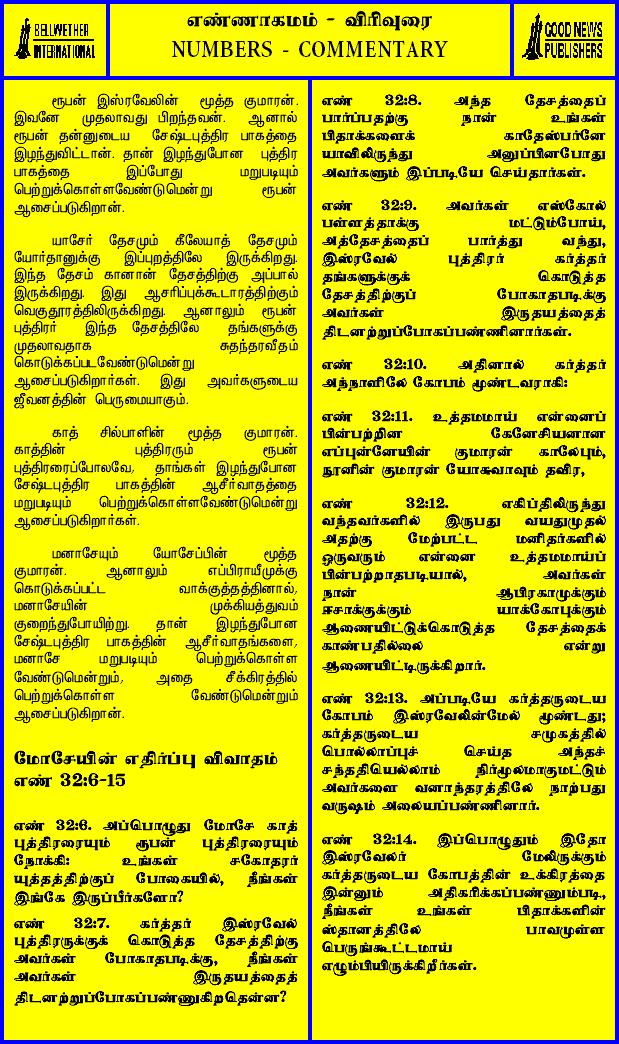 BELLWETHER
INTERNATIONAL
எண்ணாகமம் - விரிவுரை
NUMBERS - COMMENTARY
GOOD NEWS
PUBLISHERS
ரூபன் இஸ்ரவேலின் மூத்த குமாரன்.
இவனே முதலாவது பிறந்தவன். ஆனால்
ரூபன் தன்னுடைய சேஷ்டபுத்திர பாகத்தை
இழந்துவிட்டான். தான் இழந்துபோன புத்திர
பாகத்தை இப்போது மறுபடியும்
பெற்றுக்கொள்ளவேண்டுமென்று ரூபன்
ஆசைப்படுகிறான்.
யாசேர் தேசமும் கீலேயாத் தேசமும்
யோர்தானுக்கு இப்புறத்திலே இருக்கிறது.
இந்த தேசம் கானான் தேசத்திற்கு அப்பால்
இருக்கிறது. இது ஆசரிப்புக்கூடாரத்திற்கும்
வெகுதூரத்திலிருக்கிறது. ஆனாலும் ரூபன்
புத்திரர் இந்த தேசத்திலே தங்களுக்கு
முதலாவதாக சுதந்தரவீதம்
கொடுக்கப்படவேண்டுமென்று
ஆசைப்படுகிறார்கள். இது அவர்களுடைய
ஜீவனத்தின் பெருமையாகும்.
காத் சில்பாளின் மூத்த குமாரன்.
காத்தின் புத்திரரும் ரூபன்
புத்திரரைப்போலவே, தாங்கள் இழந்துபோன
சேஷ்டபுத்திர பாகத்தின் ஆசீர்வாதத்தை
மறுபடியும் பெற்றுக்கொள்ளவேண்டுமென்று
ஆசைப்படுகிறார்கள்.
மனாசேயும் யோசேப்பின் மூத்த
குமாரன். ஆனாலும் எப்பிராயீமுக்கு
கொடுக்கப்பட்ட வாக்குத்தத்தினால்,
மனாசேயின் முக்கியத்துவம்
குறைந்துபோயிற்று. தான் இழந்துபோன
சேஷ்டபுத்திர பாகத்தின் ஆசீர்வாதங்களை,
மனாசே மறுபடியும் பெற்றுக்கொள்ள
வேண்டுமென்றும், அதை சீக்கிரத்தில்
பெற்றுக்கொள்ள வேண்டுமென்றும்
ஆசைப்படுகிறான்.
மோசேயின் எதிர்ப்பு விவாதம்
எண் 32:6-15
எண் 32:6. அப்பொழுது மோசே காத்
புத்திரரையும் ரூபன் புத்திரரையும்
நோக்கி: உங்கள் சகோதரர்
யுத்தத்திற்குப் போகையில், நீங்கள்
இங்கே இருப்பீர்களோ?
எண் 32:7. கர்த்தர் இஸ்ரவேல்
புத்திரருக்குக் கொடுத்த தேசத்திற்கு
அவர்கள் போகாதபடிக்கு, நீங்கள்
அவர்கள் இருதயத்தைத்
திடனற்றுப்போகப்பண்ணுகிறதென்ன?
எண் 32:8. அந்த தேசத்தைப்
பார்ப்பதற்கு நான் உங்கள்
பிதாக்களைக் காதேஸ்பர்னே
யாவிலிருந்து அனுப்பினபோது
அவர்களும் இப்படியே செய்தார்கள்.
எண் 32:9. அவர்கள் எஸ்கோல்
பள்ளத்தாக்கு மட்டும்போய்,
அத்தேசத்தைப் பார்த்து வந்து,
இஸ்ரவேல் புத்திரர் கர்த்தர்
தங்களுக்குக் கொடுத்த
தேசத்திற்குப் போகாதபடிக்கு
அவர்கள் இருதயத்தைத்
திடனற்றுப்போகப்பண்ணினார்கள்.
எண் 32:10. அதினால் கர்த்தர்
அந்நாளிலே கோபம் மூண்டவராகி:
எண் 32:11. உத்தமமாய் என்னைப்
பின்பற்றின கேனேசியனான
எப்புன்னேயின் குமாரன் காலேபும்,
நூனின் குமாரன் யோசுவாவும் தவிர,
எண் 32:12. எகிப்திலிருந்து
வந்தவர்களில் இருபது வயதுமுதல்
அதற்கு மேற்பட்ட மனிதர்களில்
ஒருவரும் என்னை உத்தமமாய்ப்
பின்பற்றாதபடியால், அவர்கள்
நான் ஆபிரகாமுக்கும்
ஈசாக்குக்கும் யாக்கோபுக்கும்
ஆணையிட்டுக்கொடுத்த தேசத்தைக்
காண்பதில்லை என்று
ஆணையிட்டிருக்கிறார்.
எண் 32:13. அப்படியே கர்த்தருடைய
கோபம் இஸ்ரவேலின்மேல் மூண்டது;
கர்த்தருடைய சமுகத்தில்
பொல்லாப்புச் செய்த அந்தச்
சந்ததியெல்லாம் நிர்மூலமாகுமட்டும்
அவர்களை வனாந்தரத்திலே நாற்பது
வருஷம் அலையப்பண்ணினார்.
எண் 32:14. இப்பொழுதும் இதோ
இஸ்ரவேலர் மேலிருக்கும்
கர்த்தருடைய கோபத்தின் உக்கிரத்தை
இன்னும் அதிகரிக்கப்பண்ணும்படி,
நீங்கள் உங்கள் பிதாக்களின்
ஸ்தானத்திலே பாவமுள்ள
பெருங்கூட்டமாய்
எழும்பியிருக்கிறீர்கள்.